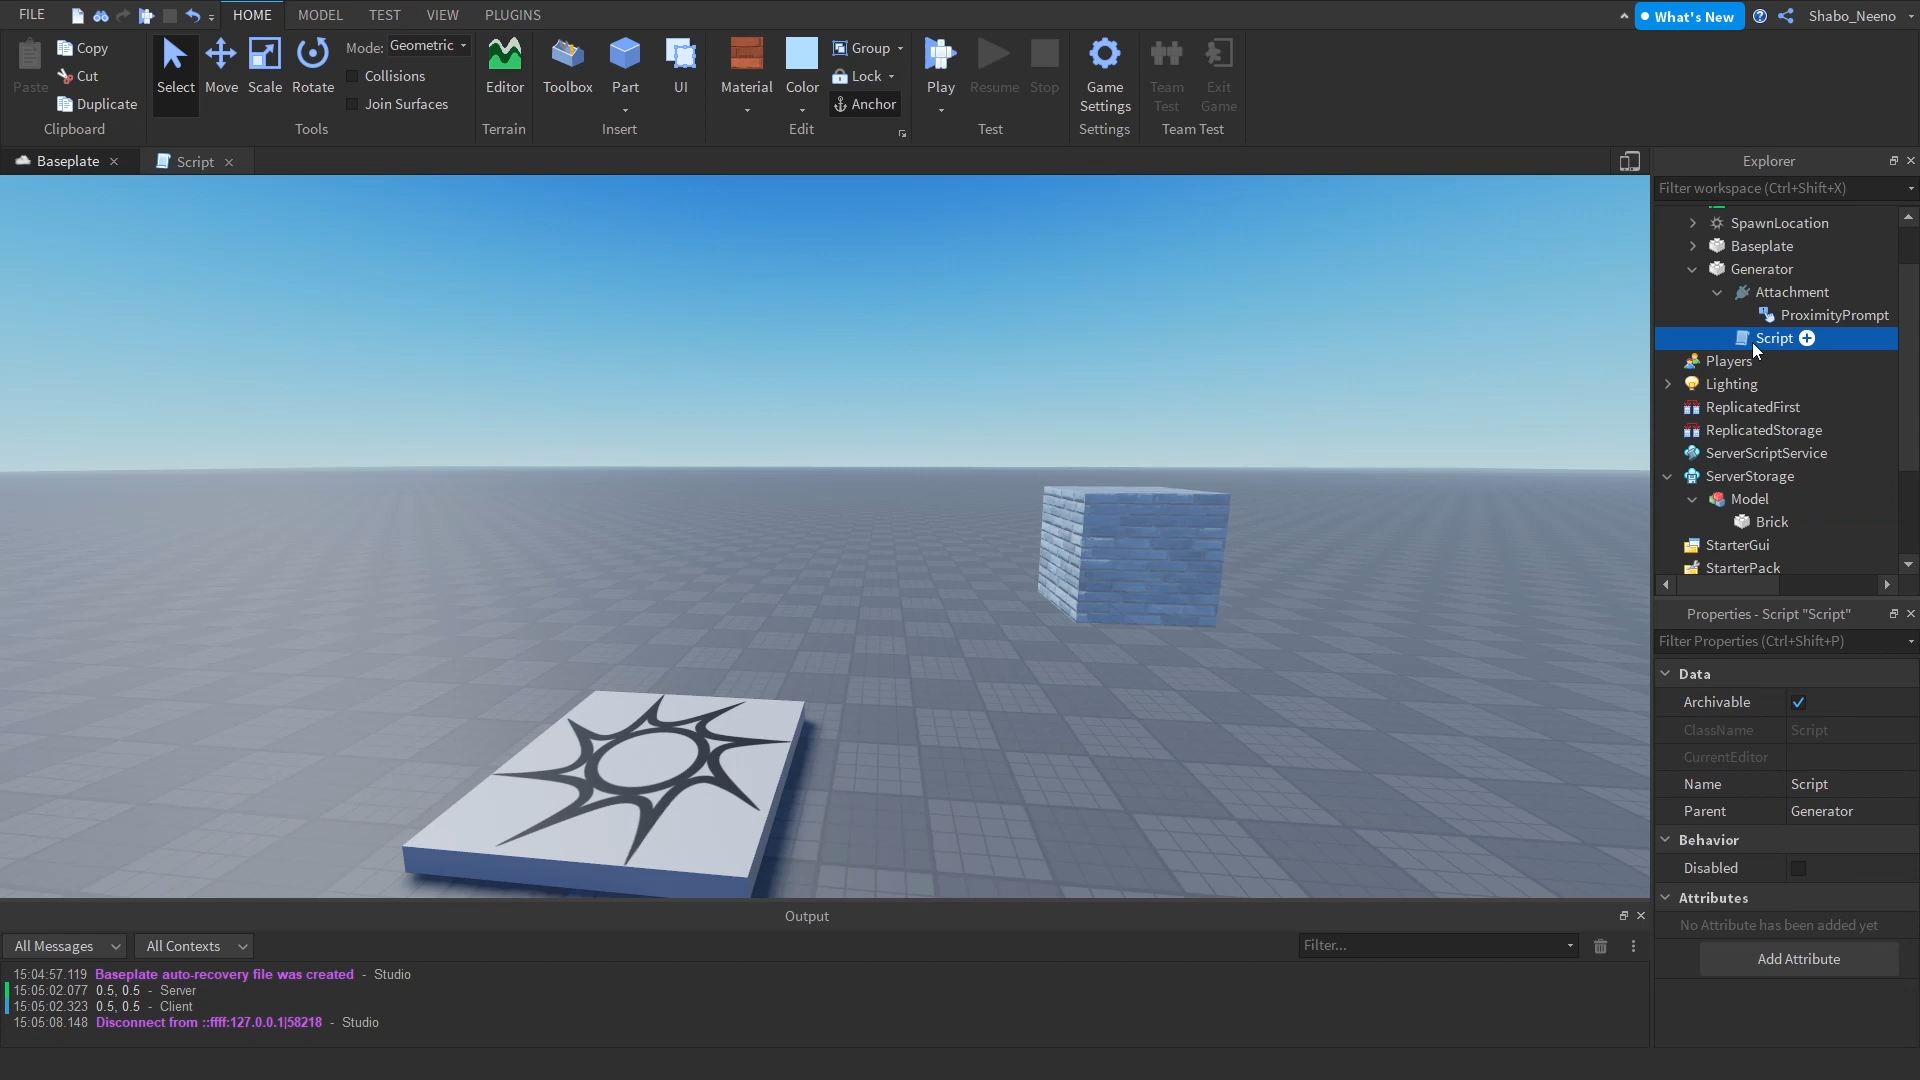 FILE
HOME
MODEL
TEST
VIEW
PLUGINS
What's New
Shabo_Neeno
Paste
Copy
Cut
Duplicate
Clipboard
Select
Move
Scale
Rotate
Mode: Geometric
Collisions
Join Surfaces
Tools
Editor
Terrain
Toolbox
Part
UI
Insert
Material
Color
Group
Lock
Anchor
Edit
Play
Resume
Stop
Test
Game
Settings
Settings
Team
Test
Exit
Game
Team Test
Baseplate
Script
Explorer
Filter workspace (Ctrl+Shift+X)
SpawnLocation
Baseplate
Generator
Attachment
ProximityPrompt
Script
Players
Lighting
ReplicatedFirst
ReplicatedStorage
ServerScriptService
ServerStorage
Model
Brick
StarterGui
StarterPack
Properties - Script "Script"
Filter Properties (Ctrl+Shift+P)
Data
Archivable
ClassName Script
CurrentEditor
Name Script
Parent Generator
Behavior
Disabled
Attributes
No Attribute has been added yet
Add Attribute
Output
All Messages
All Contexts
Filter...
15:04:57.119 Baseplate auto-recovery file was created - Studio
15:05:02.077 0.5, 0.5 - Server
15:05:02.323 0.5, 0.5 - Client
15:05:08.148 Disconnect from ::ffff:127.0.0.1|58218 - Studio